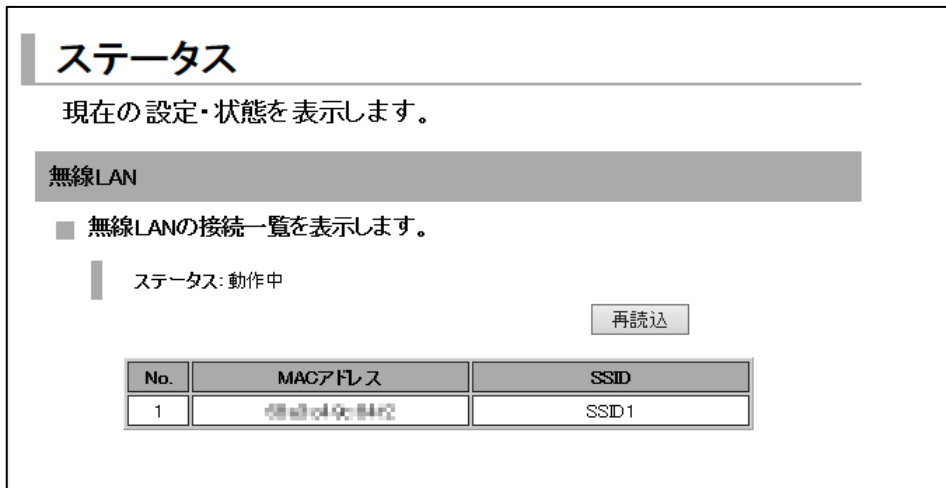 ステータス
現在の設定・状態を表示します。
無線LAN
無線LANの接続一覧を表示します。
ステータス:動作中
再読込
No. MACアドレス SSID
1 SSID1